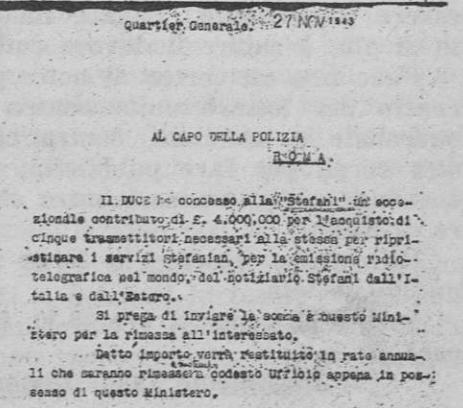 Quartier Generale. 27 NOV 1943
AL CAPO DELLA POLIZIA
R O M A
IL DUCE ha concesso alla "Stefani" un ecce-
zionale contributo di £. 4.000.000 per l'acquisto di
cinque trasmettitori necessari alla stessa per ripri-
stinare i servizi stefanian, per la emissione radio-
telegrafica nel mondo, del notiziario Stefani dall'I-
talia e dall'Estero.
Si prega di inviare la somma a questo Mini-
stero per la rimessa all'interessato.
Detto importo verrà restituito in rate annua-
li che saranno rimesse a codesto Ufficio appena in pos-
sesso di questo Ministero.